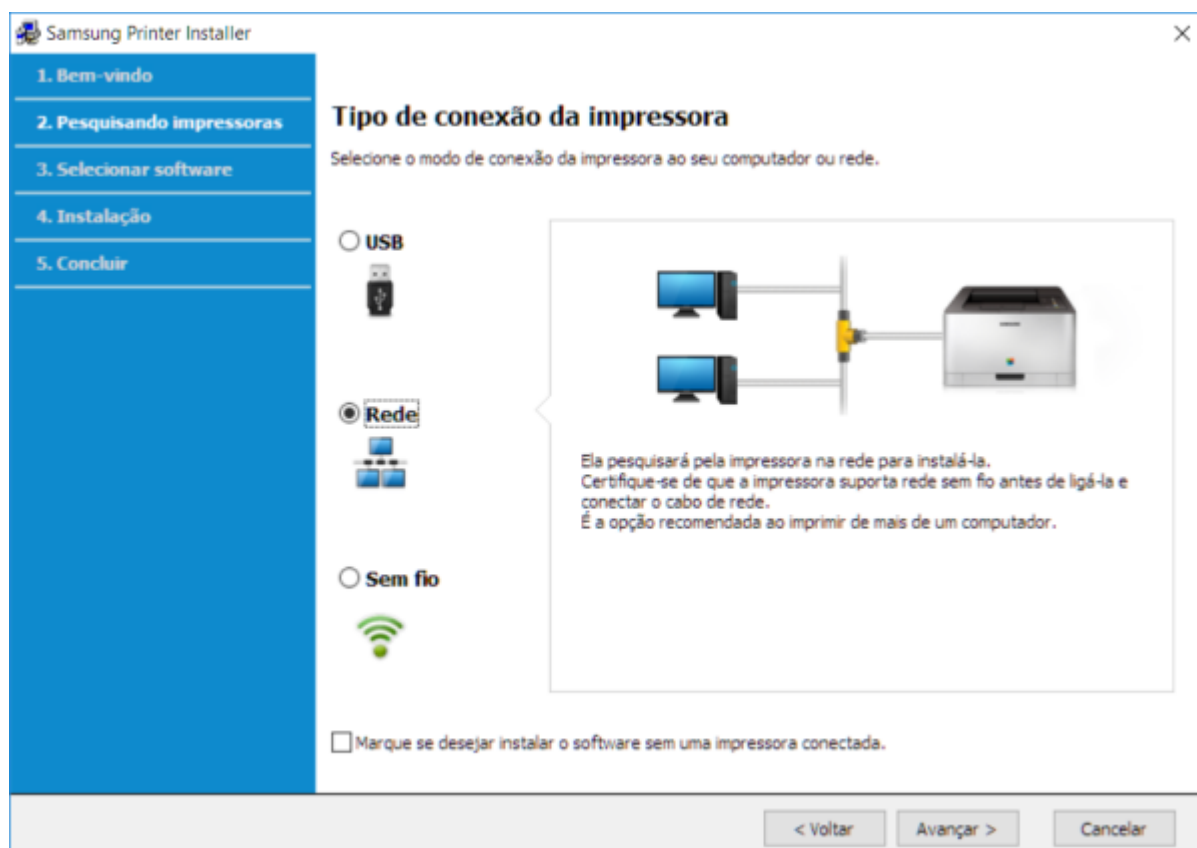 Samsung Printer Installer
1. Bem-vindo
2. Pesquisando impressoras
3. Selecionar software
4. Instalação
5. Concluir
Tipo de conexão da impressora
Selecione o modo de conexão da impressora ao seu computador ou rede.
USB
Rede
Ela pesquisará pela impressora na rede para instalá-la.
Certifique-se de que a impressora suporta rede sem fio antes de ligá-la e
conectar o cabo de rede.
É a opção recomendada ao imprimir de mais de um computador.
Sem fio
Marque se desejar instalar o software sem uma impressora conectada.
< Voltar
Avançar >
Cancelar